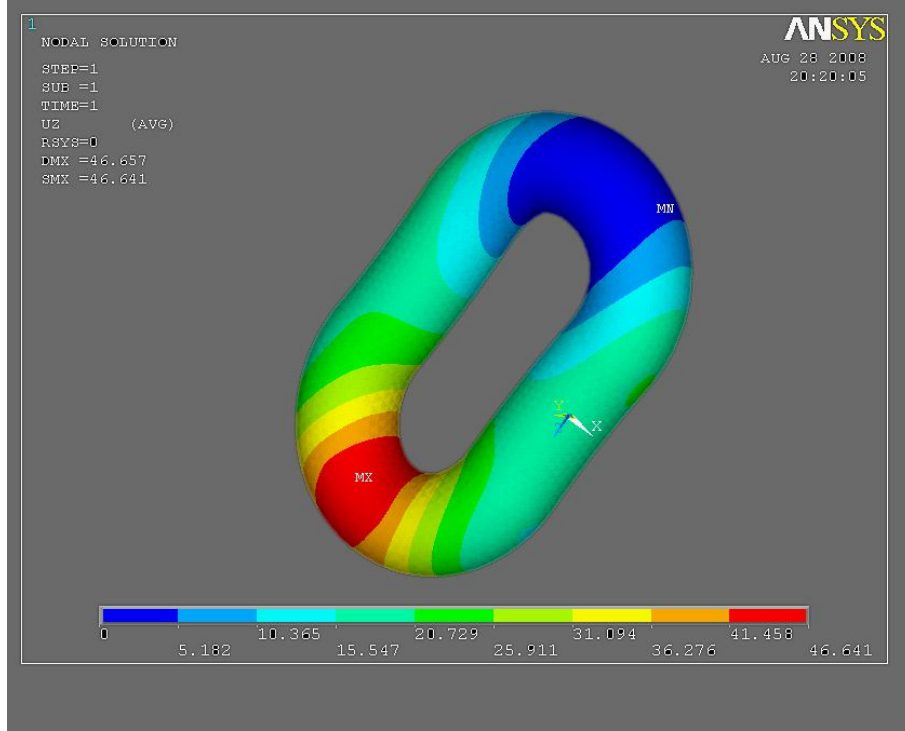 1
ANSYS
NODAL SOLUTION
AUG 28 2008
20:20:05
STEP=1
SUB =1
TIME=1
UZ (AVG)
RSYS=0
DMX =46.657
SMX =46.641
MN
Y
Z
X
MX
0 10.365 20.729 31.094 41.458
5.182 15.547 25.911 36.276 46.641